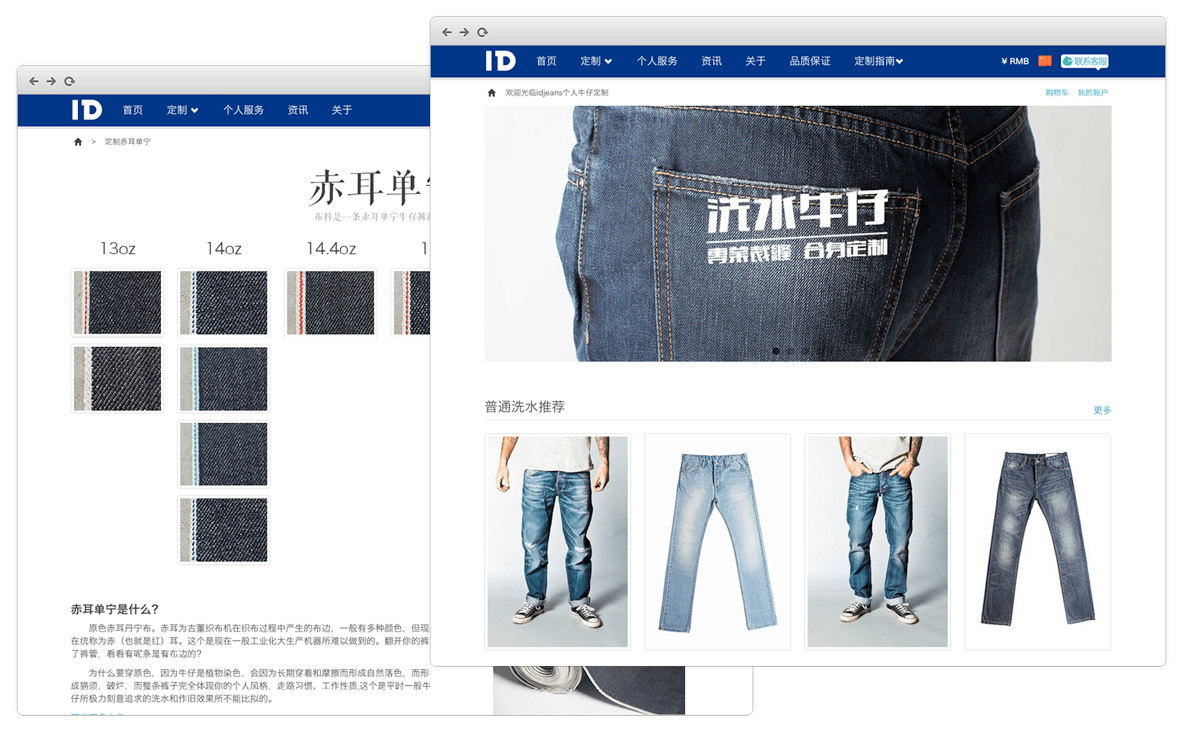 ID 首页 定制 个人服务 资讯 关于 品质保证 定制指南 ¥ RMB 联系客服
欢迎光临idjeans个人牛仔定制 购物车 我的账户
洗水牛仔
专业裁缝 合身定制
普通洗水推荐 更多
ID 首页 定制 个人服务 资讯 关于
> 定制赤耳单宁
赤耳单
布料是一条赤耳单宁牛仔裤
13oz 14oz 14.4oz 1
赤耳单宁是什么?
原色赤耳丹宁布。赤耳为古董织布机在织布过程中产生的布边，一般有多种颜色，但现
在统称为赤（也就是红）耳。这个是现在一般工业化大生产机器所难以做到的。翻开你的裤
了裤管，看看有呢条是有布边的?
为什么要穿原色，因为牛仔是植物染色，会因为长期穿着和摩擦而形成自然落色，而形
成猫须，破烂，而整条裤子完全体现你的个人风格，走路习惯、工作性质,这个是平时一般牛
仔所极力刻意追求的洗水和作旧效果所不能比拟的。